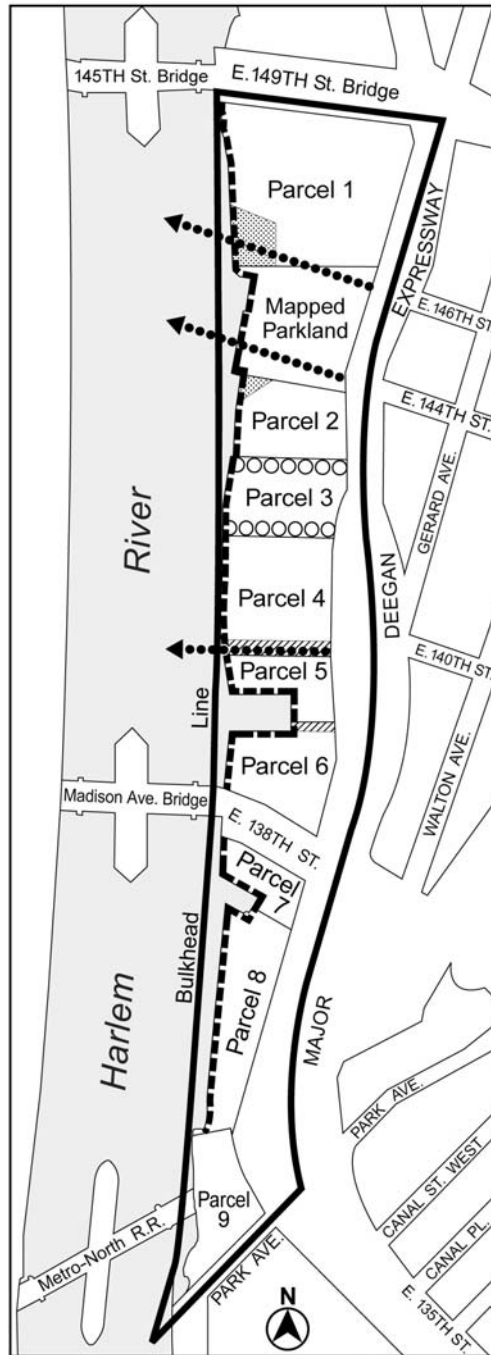 145TH St. Bridge
E. 149TH St. Bridge
Parcel 1
EXPRESSWAY
E. 146TH ST.
Mapped
Parkland
E. 144TH ST.
Parcel 2
GERARD AVE.
River
Parcel 3
Parcel 4
DEEGAN
E. 140TH ST.
Parcel 5
Line
Parcel 6
WALTON AVE.
Madison Ave. Bridge
E. 138TH ST.
Parcel
7
Bulkhead
Parcel 8
Harlem
MAJOR
PARK AVE.
CANAL ST. WEST
Parcel
9
CANAL PL.
Metro-North R.R.
PARK AVE.
E. 135TH ST.
N